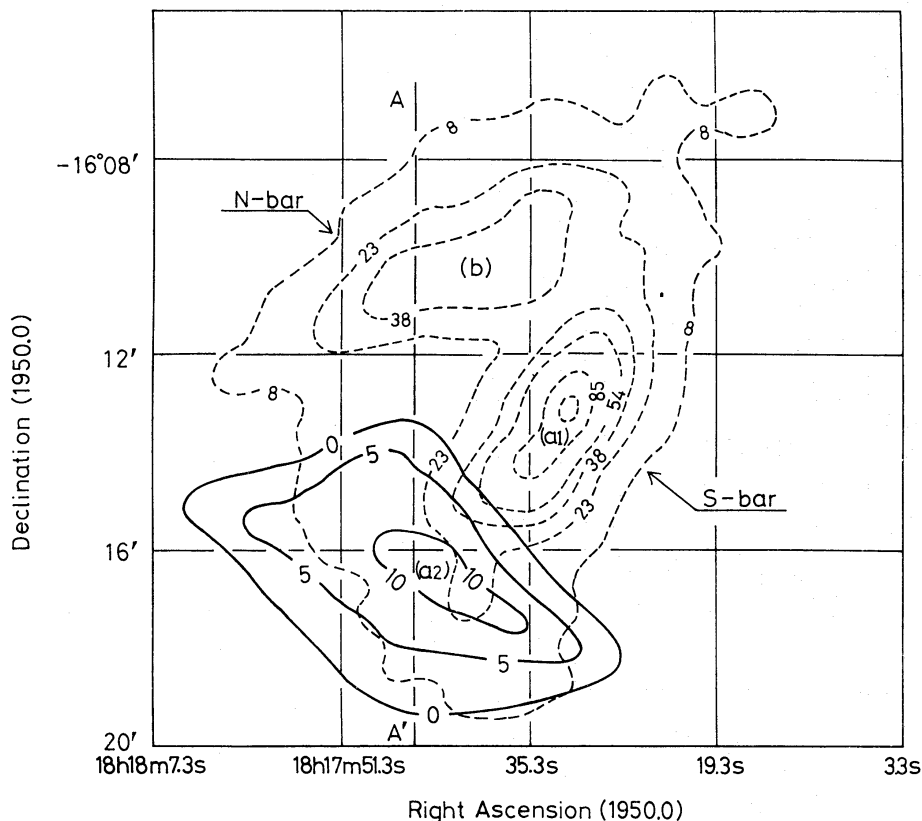 A
8
8
-16°08'
N-bar
23
(b)
38
8
12'
8
85
54
(a1)
0
5
23
38
23
S-bar
16'
(a2)
5
10
10
5
0
A'
20'
18h18m7.3s
18h17m51.3s
35.3s
19.3s
3.3s
Right Ascension (1950.0)
Declination (1950.0)